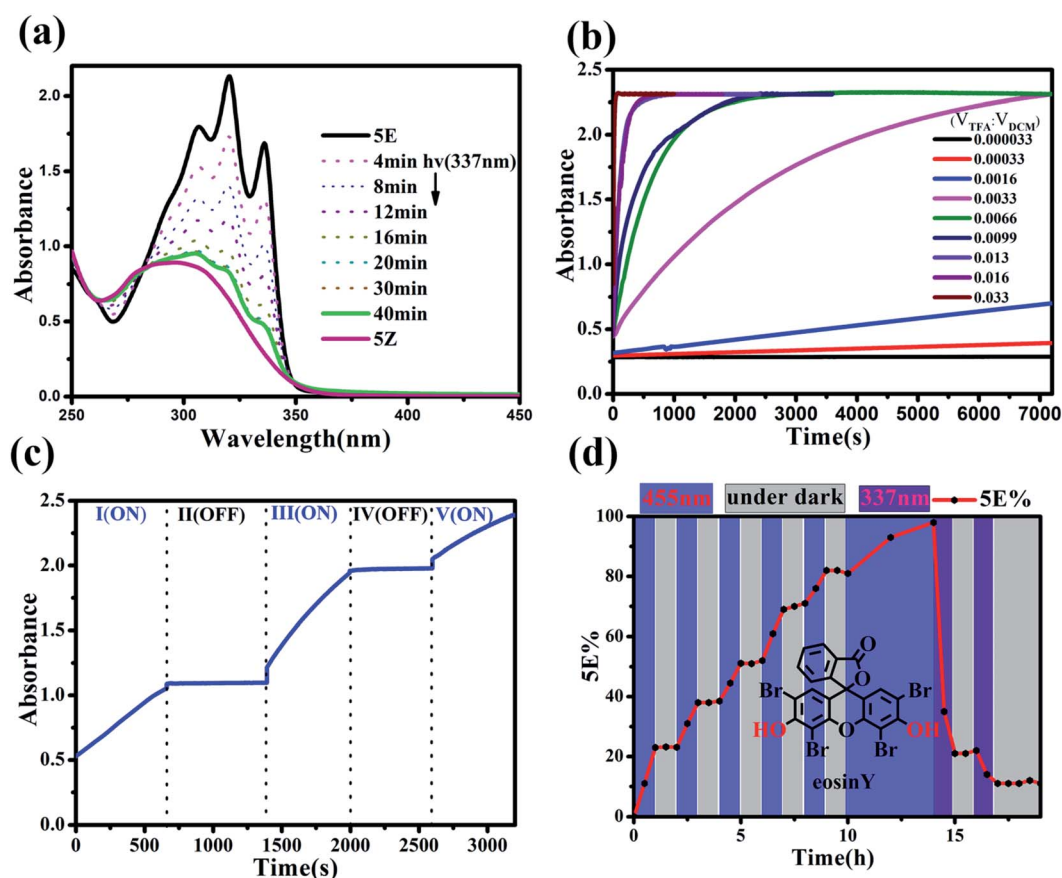 (a)
2.0
1.5
1.0
0.5
0.0
Absorbance
250 300 350 400 450
Wavelength(nm)
5E
4min hv(337nm)
8min
12min
16min
20min
30min
40min
5Z
(b)
2.5
2.0
1.5
1.0
0.5
0.0
Absorbance
0 1000 2000 3000 4000 5000 6000 7000
Time(s)
(VTFA:VDCM)
0.000033
0.00033
0.0016
0.0033
0.0066
0.0099
0.013
0.016
0.033
(c)
2.5
2.0
1.5
1.0
0.5
0.0
Absorbance
0 500 1000 1500 2000 2500 3000
Time(s)
I(ON) II(OFF) III(ON) IV(OFF) V(ON)
(d)
455nm under dark 337nm 5E%
100
80
60
40
20
0
5E%
0 5 10 15
Time(h)
O
O
Br Br
HO O OH
Br Br
eosinY